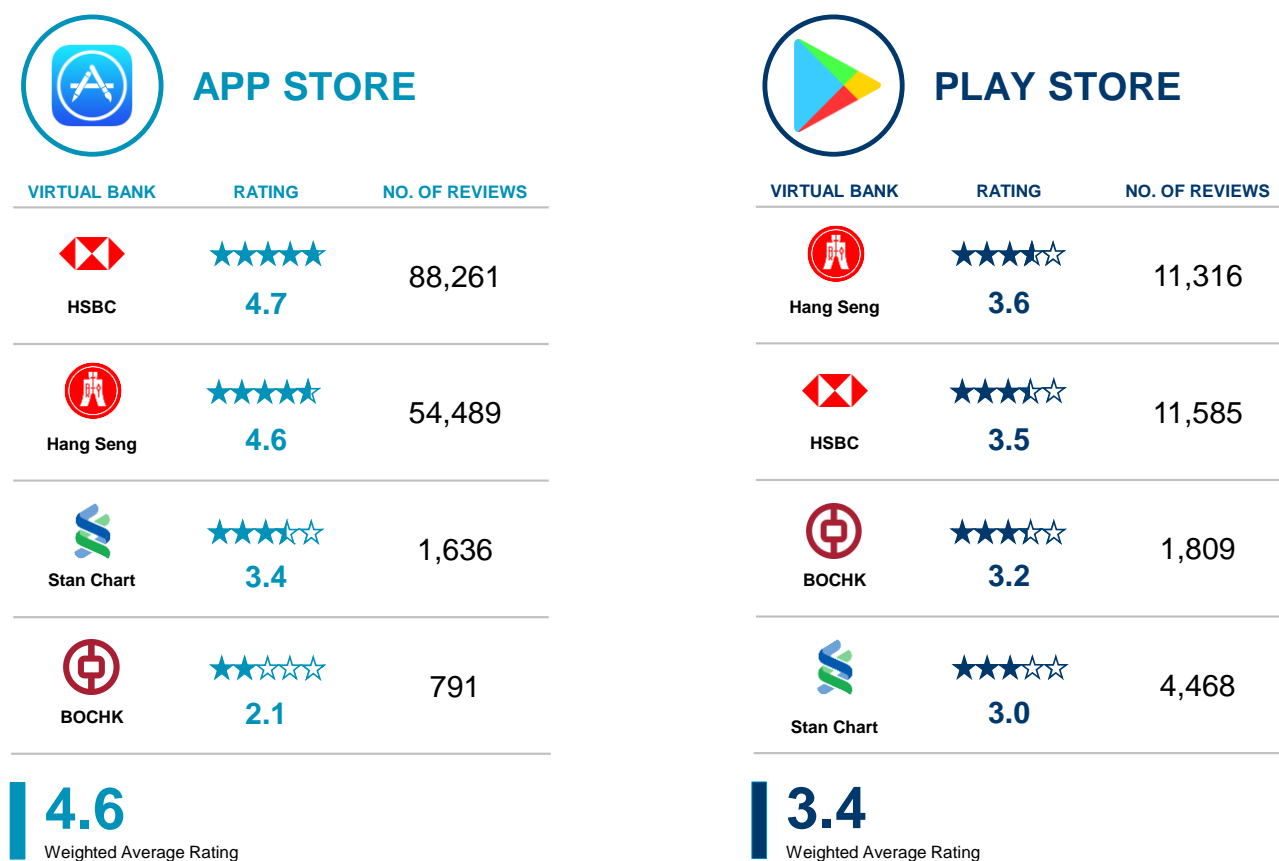 APP STORE
VIRTUAL BANK RATING NO. OF REVIEWS
HSBC 4.7 88,261
Hang Seng 4.6 54,489
Stan Chart 3.4 1,636
BOCHK 2.1 791
4.6
Weighted Average Rating
PLAY STORE
VIRTUAL BANK RATING NO. OF REVIEWS
Hang Seng 3.6 11,316
HSBC 3.5 11,585
BOCHK 3.2 1,809
Stan Chart 3.0 4,468
3.4
Weighted Average Rating